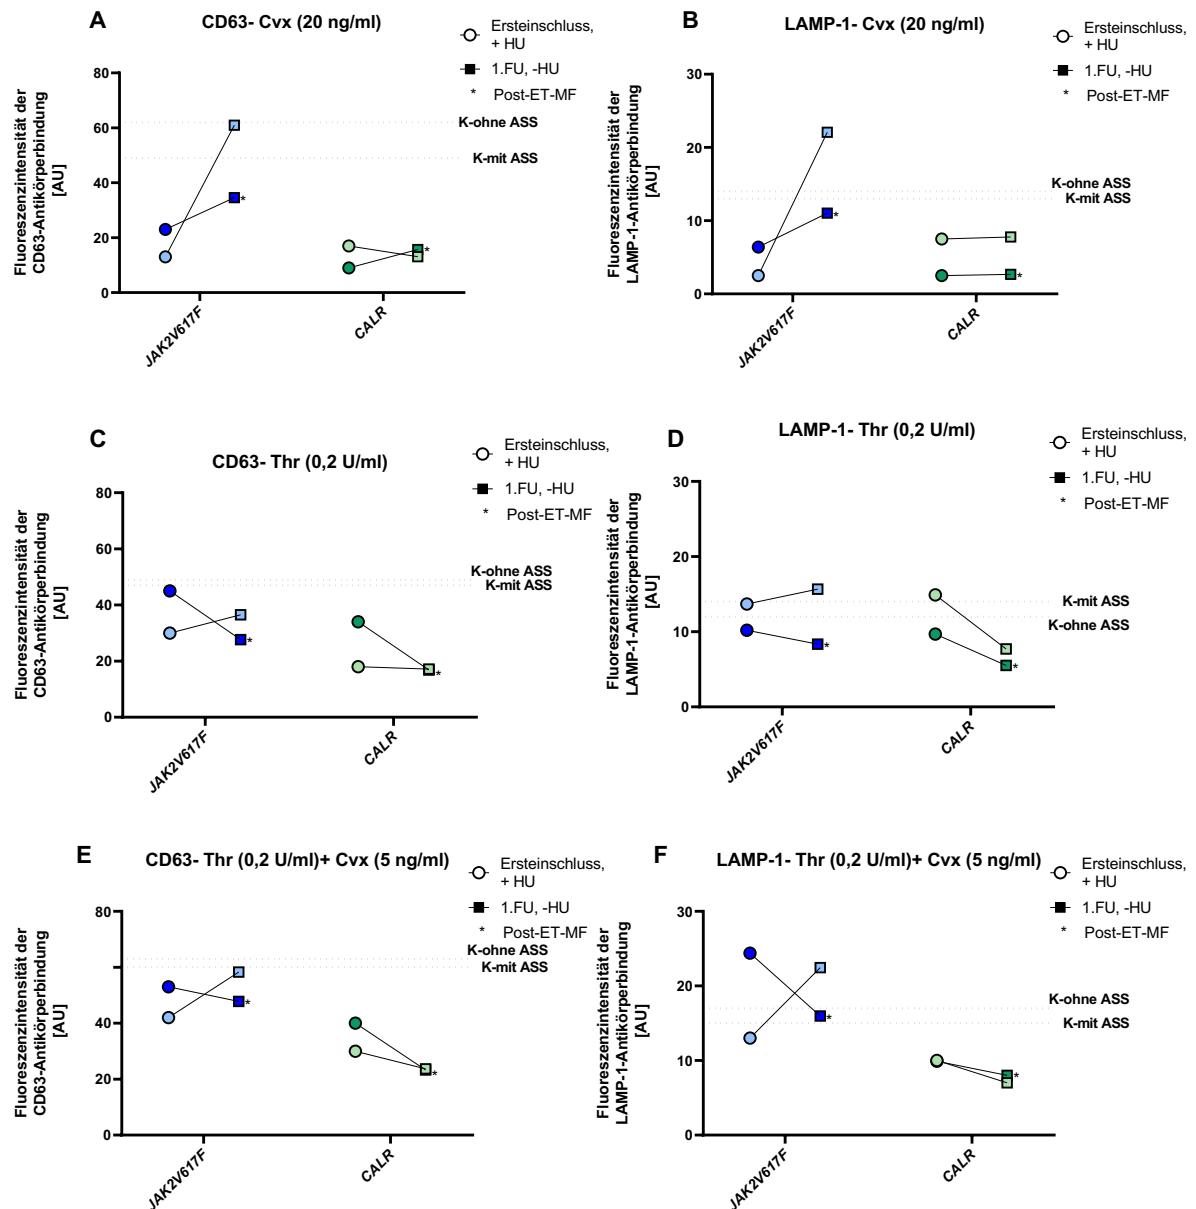 A
CD63- Cvx (20 ng/ml)
Ersteinschluss,
+ HU
1.FU, -HU
* Post-ET-MF
Fluoreszenzintensität der
CD63-Antikörperbindung
[AU]
80
60
40
20
0
K-ohne ASS
K-mit ASS
*
*
JAK2V617F
CALR
B
LAMP-1- Cvx (20 ng/ml)
Ersteinschluss,
+ HU
1.FU, -HU
* Post-ET-MF
Fluoreszenzintensität der
LAMP-1-Antikörperbindung
[AU]
30
20
10
0
K-ohne ASS
K-mit ASS
*
*
JAK2V617F
CALR
C
CD63- Thr (0,2 U/ml)
Ersteinschluss,
+ HU
1.FU, -HU
* Post-ET-MF
Fluoreszenzintensität der
CD63-Antikörperbindung
[AU]
80
60
40
20
0
K-ohne ASS
K-mit ASS
*
*
JAK2V617F
CALR
D
LAMP-1- Thr (0,2 U/ml)
Ersteinschluss,
+ HU
1.FU, -HU
* Post-ET-MF
Fluoreszenzintensität der
LAMP-1-Antikörperbindung
[AU]
30
20
10
0
K-mit ASS
K-ohne ASS
*
*
JAK2V617F
CALR
E
CD63- Thr (0,2 U/ml)+ Cvx (5 ng/ml)
Ersteinschluss,
+ HU
1.FU, -HU
* Post-ET-MF
Fluoreszenzintensität der
CD63-Antikörperbindung
[AU]
80
40
20
0
K-ohne ASS
K-mit ASS
*
*
JAK2V617F
CALR
F
LAMP-1- Thr (0,2 U/ml)+ Cvx (5 ng/ml)
Ersteinschluss,
+ HU
1.FU, -HU
* Post-ET-MF
Fluoreszenzintensität der
LAMP-1-Antikörperbindung
[AU]
30
20
10
0
K-ohne ASS
K-mit ASS
*
*
JAK2V617F
CALR